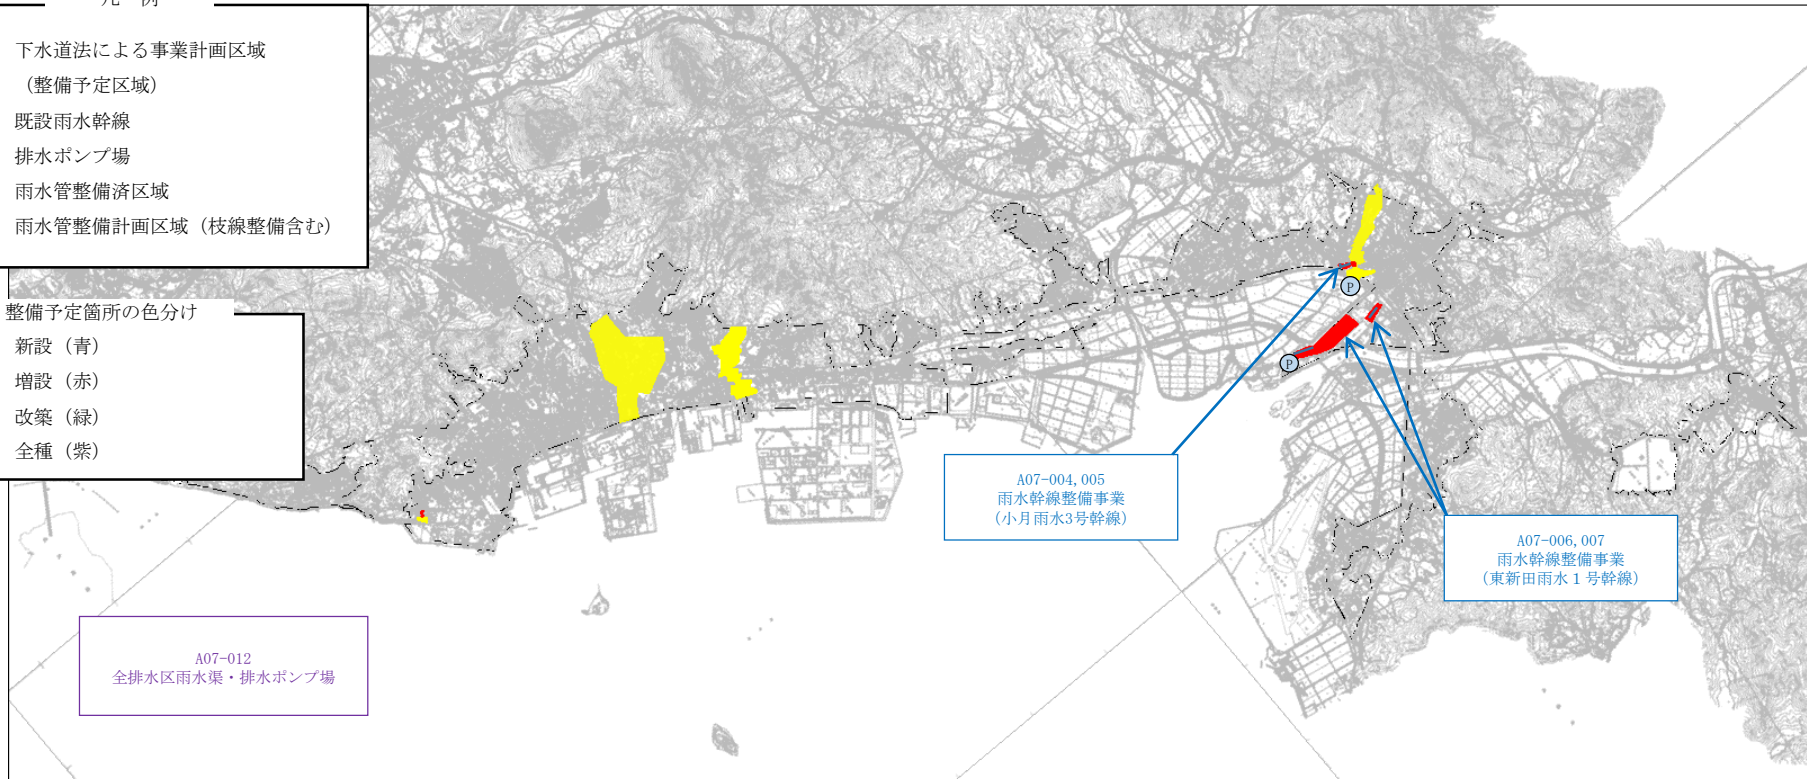 凡 例
下水道法による事業計画区域
（整備予定区域）
既設雨水幹線
排水ポンプ場
雨水管整備済区域
雨水管整備計画区域（枝線整備含む）
整備予定箇所の色分け
新設（青）
増設（赤）
改築（緑）
全種（紫）
P
P
A07-004,005
雨水幹線整備事業
（小月雨水3号幹線）
A07-006,007
雨水幹線整備事業
（東新田雨水１号幹線）
A07-012
全排水区雨水渠・排水ポンプ場